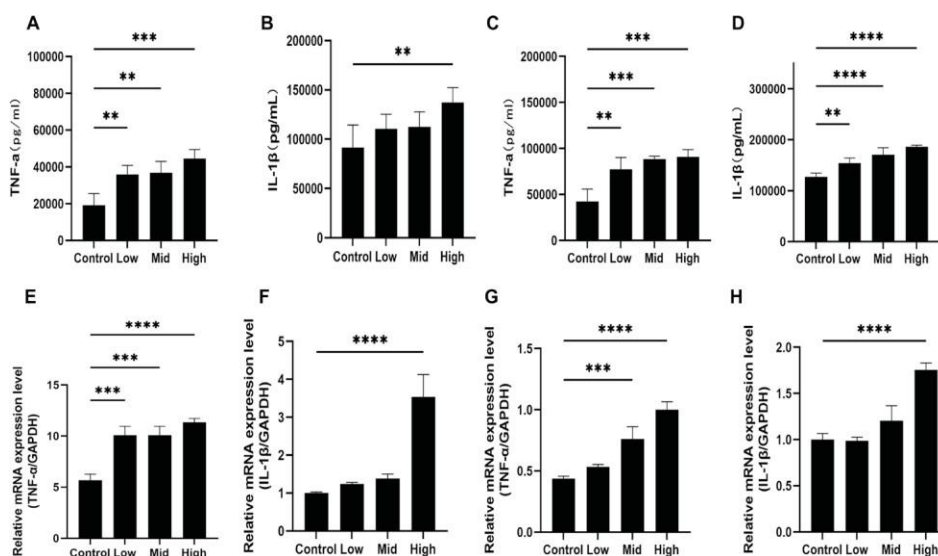 A
TNF-a(pg/ml)
100000
80000
60000
40000
20000
0
***
**
**
Control Low Mid High
B
IL-1β(pg/mL)
200000
150000
100000
50000
0
**
Control Low Mid High
C
TNF-a(pg/ml)
200000
150000
100000
50000
0
***
***
**
Control Low Mid High
D
IL-1β(pg/mL)
300000
200000
100000
0
****
****
**
Control Low Mid High
E
Relative mRNA expression level
(TNF-α/GAPDH)
15
10
5
0
****
***
***
Control Low Mid High
F
Relative mRNA expression level
(IL-1β/GAPDH)
5
4
3
2
1
0
****
Control Low Mid High
G
Relative mRNA expression level
(TNF-α/GAPDH)
1.5
1.0
0.5
0.0
****
***
Control Low Mid High
H
Relative mRNA expression level
(IL-1β/GAPDH)
2.0
1.5
1.0
0.5
0.0
****
Control Low Mid High